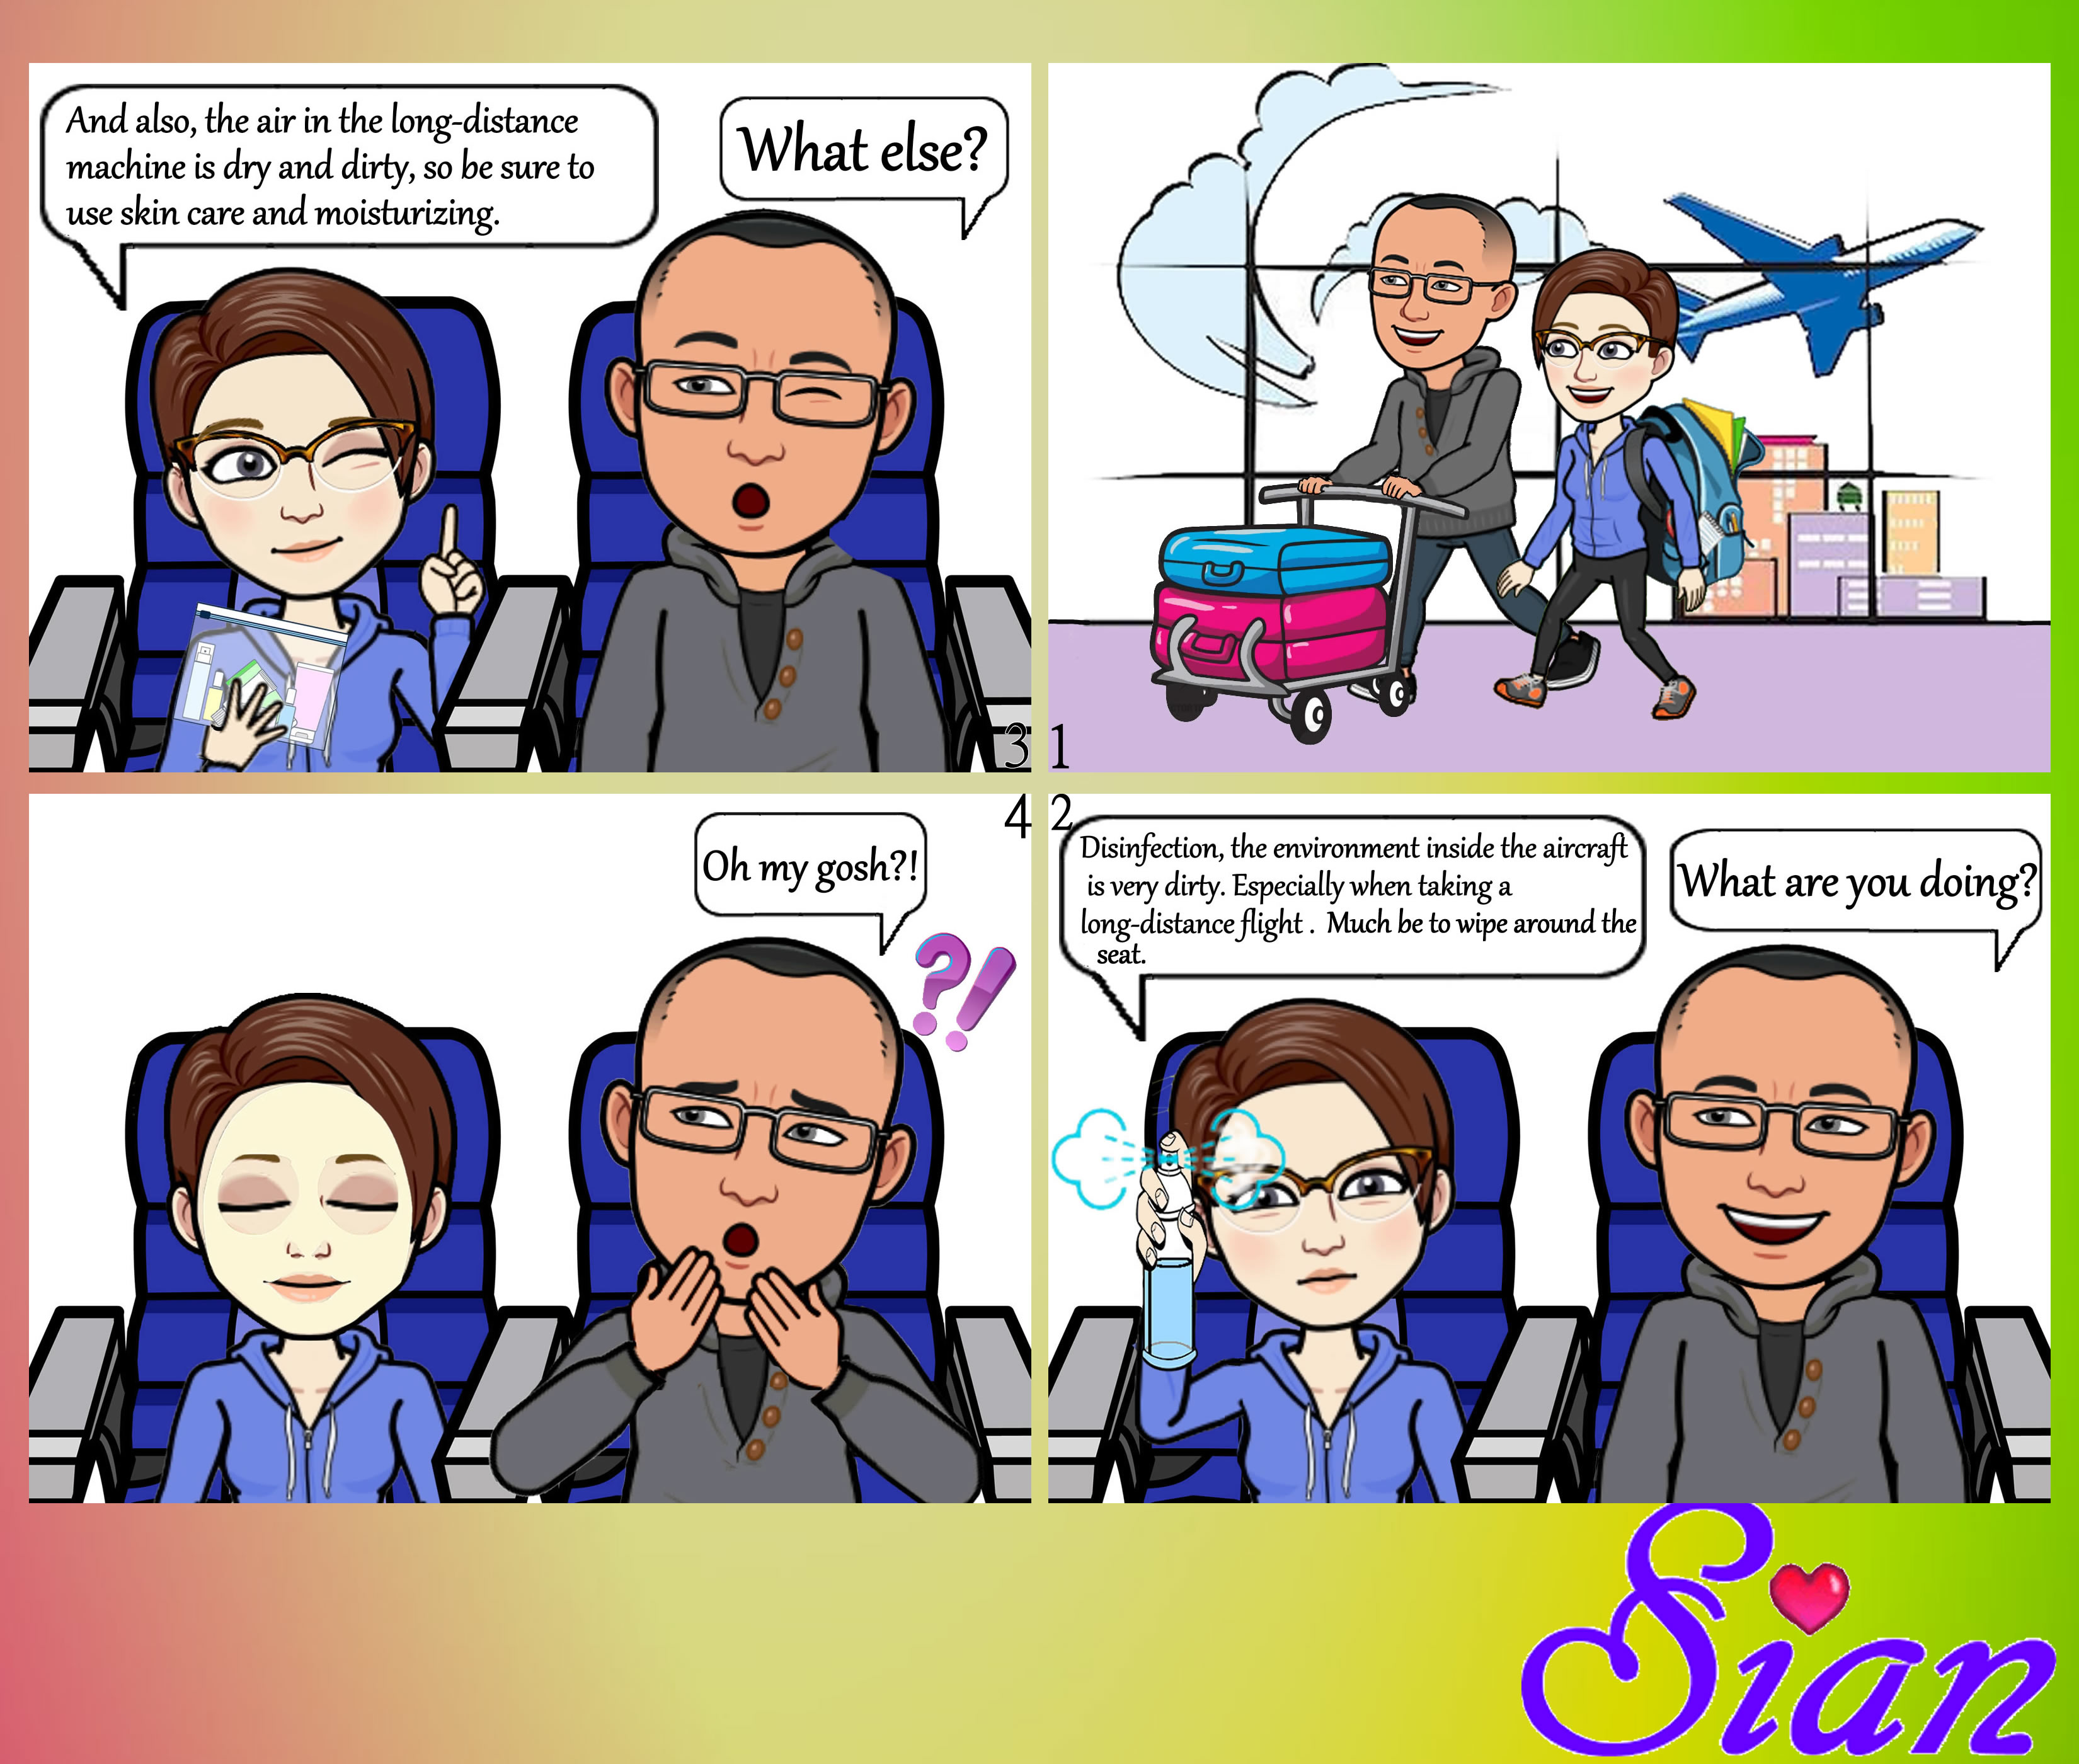 1
2
What are you doing?
Disinfection, the environment inside the aircraft
is very dirty. Especially when taking a
long-distance flight . Much be to wipe around the
seat.
3
What else?
And also, the air in the long-distance
machine is dry and dirty, so be sure to
use skin care and moisturizing.
4
Oh my gosh?!
?!
Sian